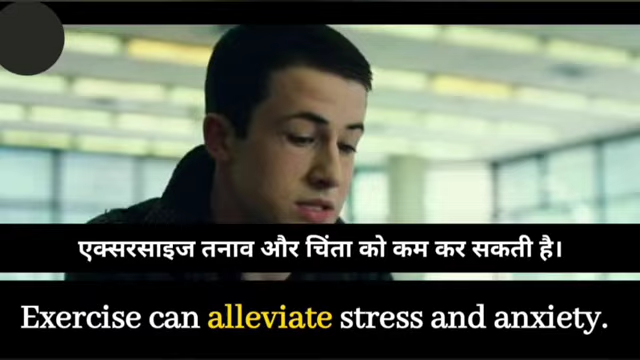 एक्सरसाइज तनाव और चिंता को कम कर सकती है।
Exercise can alleviate stress and anxiety.